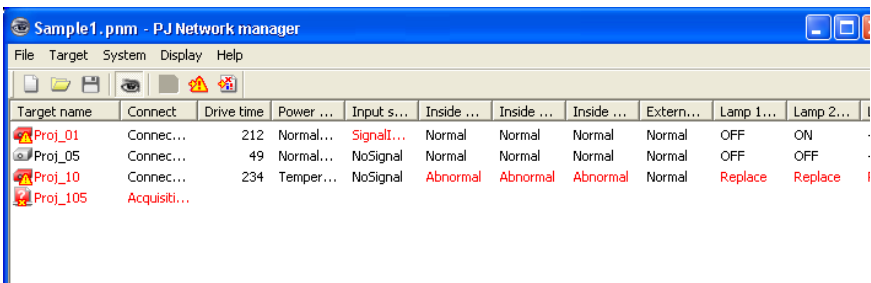 Sample1.pnm - PJ Network manager
File Target System Display Help
Target name Connect Drive time Power ... Input s... Inside ... Inside ... Inside ... Extern... Lamp 1... Lamp 2...
Proj_01 Connec... 212 Normal... SignalI... Normal Normal Normal Normal OFF ON
Proj_05 Connec... 49 Normal... NoSignal Normal Normal Normal Normal OFF OFF
Proj_10 Connec... 234 Temper... NoSignal Abnormal Abnormal Abnormal Normal Replace Replace
Proj_105 Acquisiti...